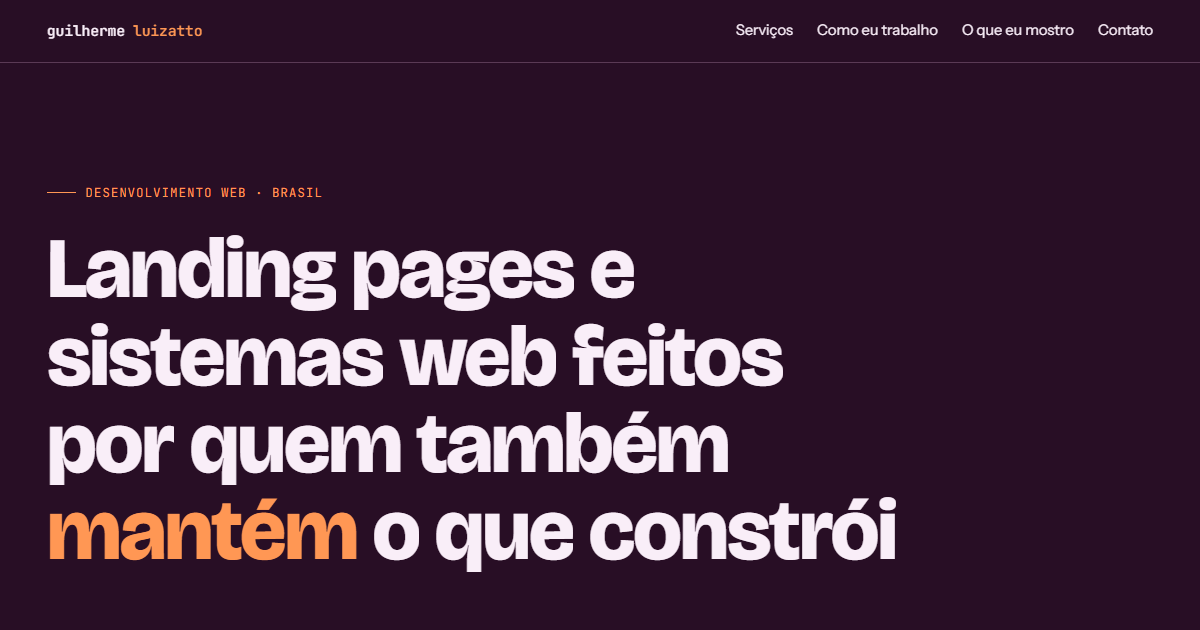 guilherme luizatto
Serviços Como eu trabalho O que eu mostro Contato
DESENVOLVIMENTO WEB · BRASIL
Landing pages e
sistemas web feitos
por quem também
mantém o que constrói